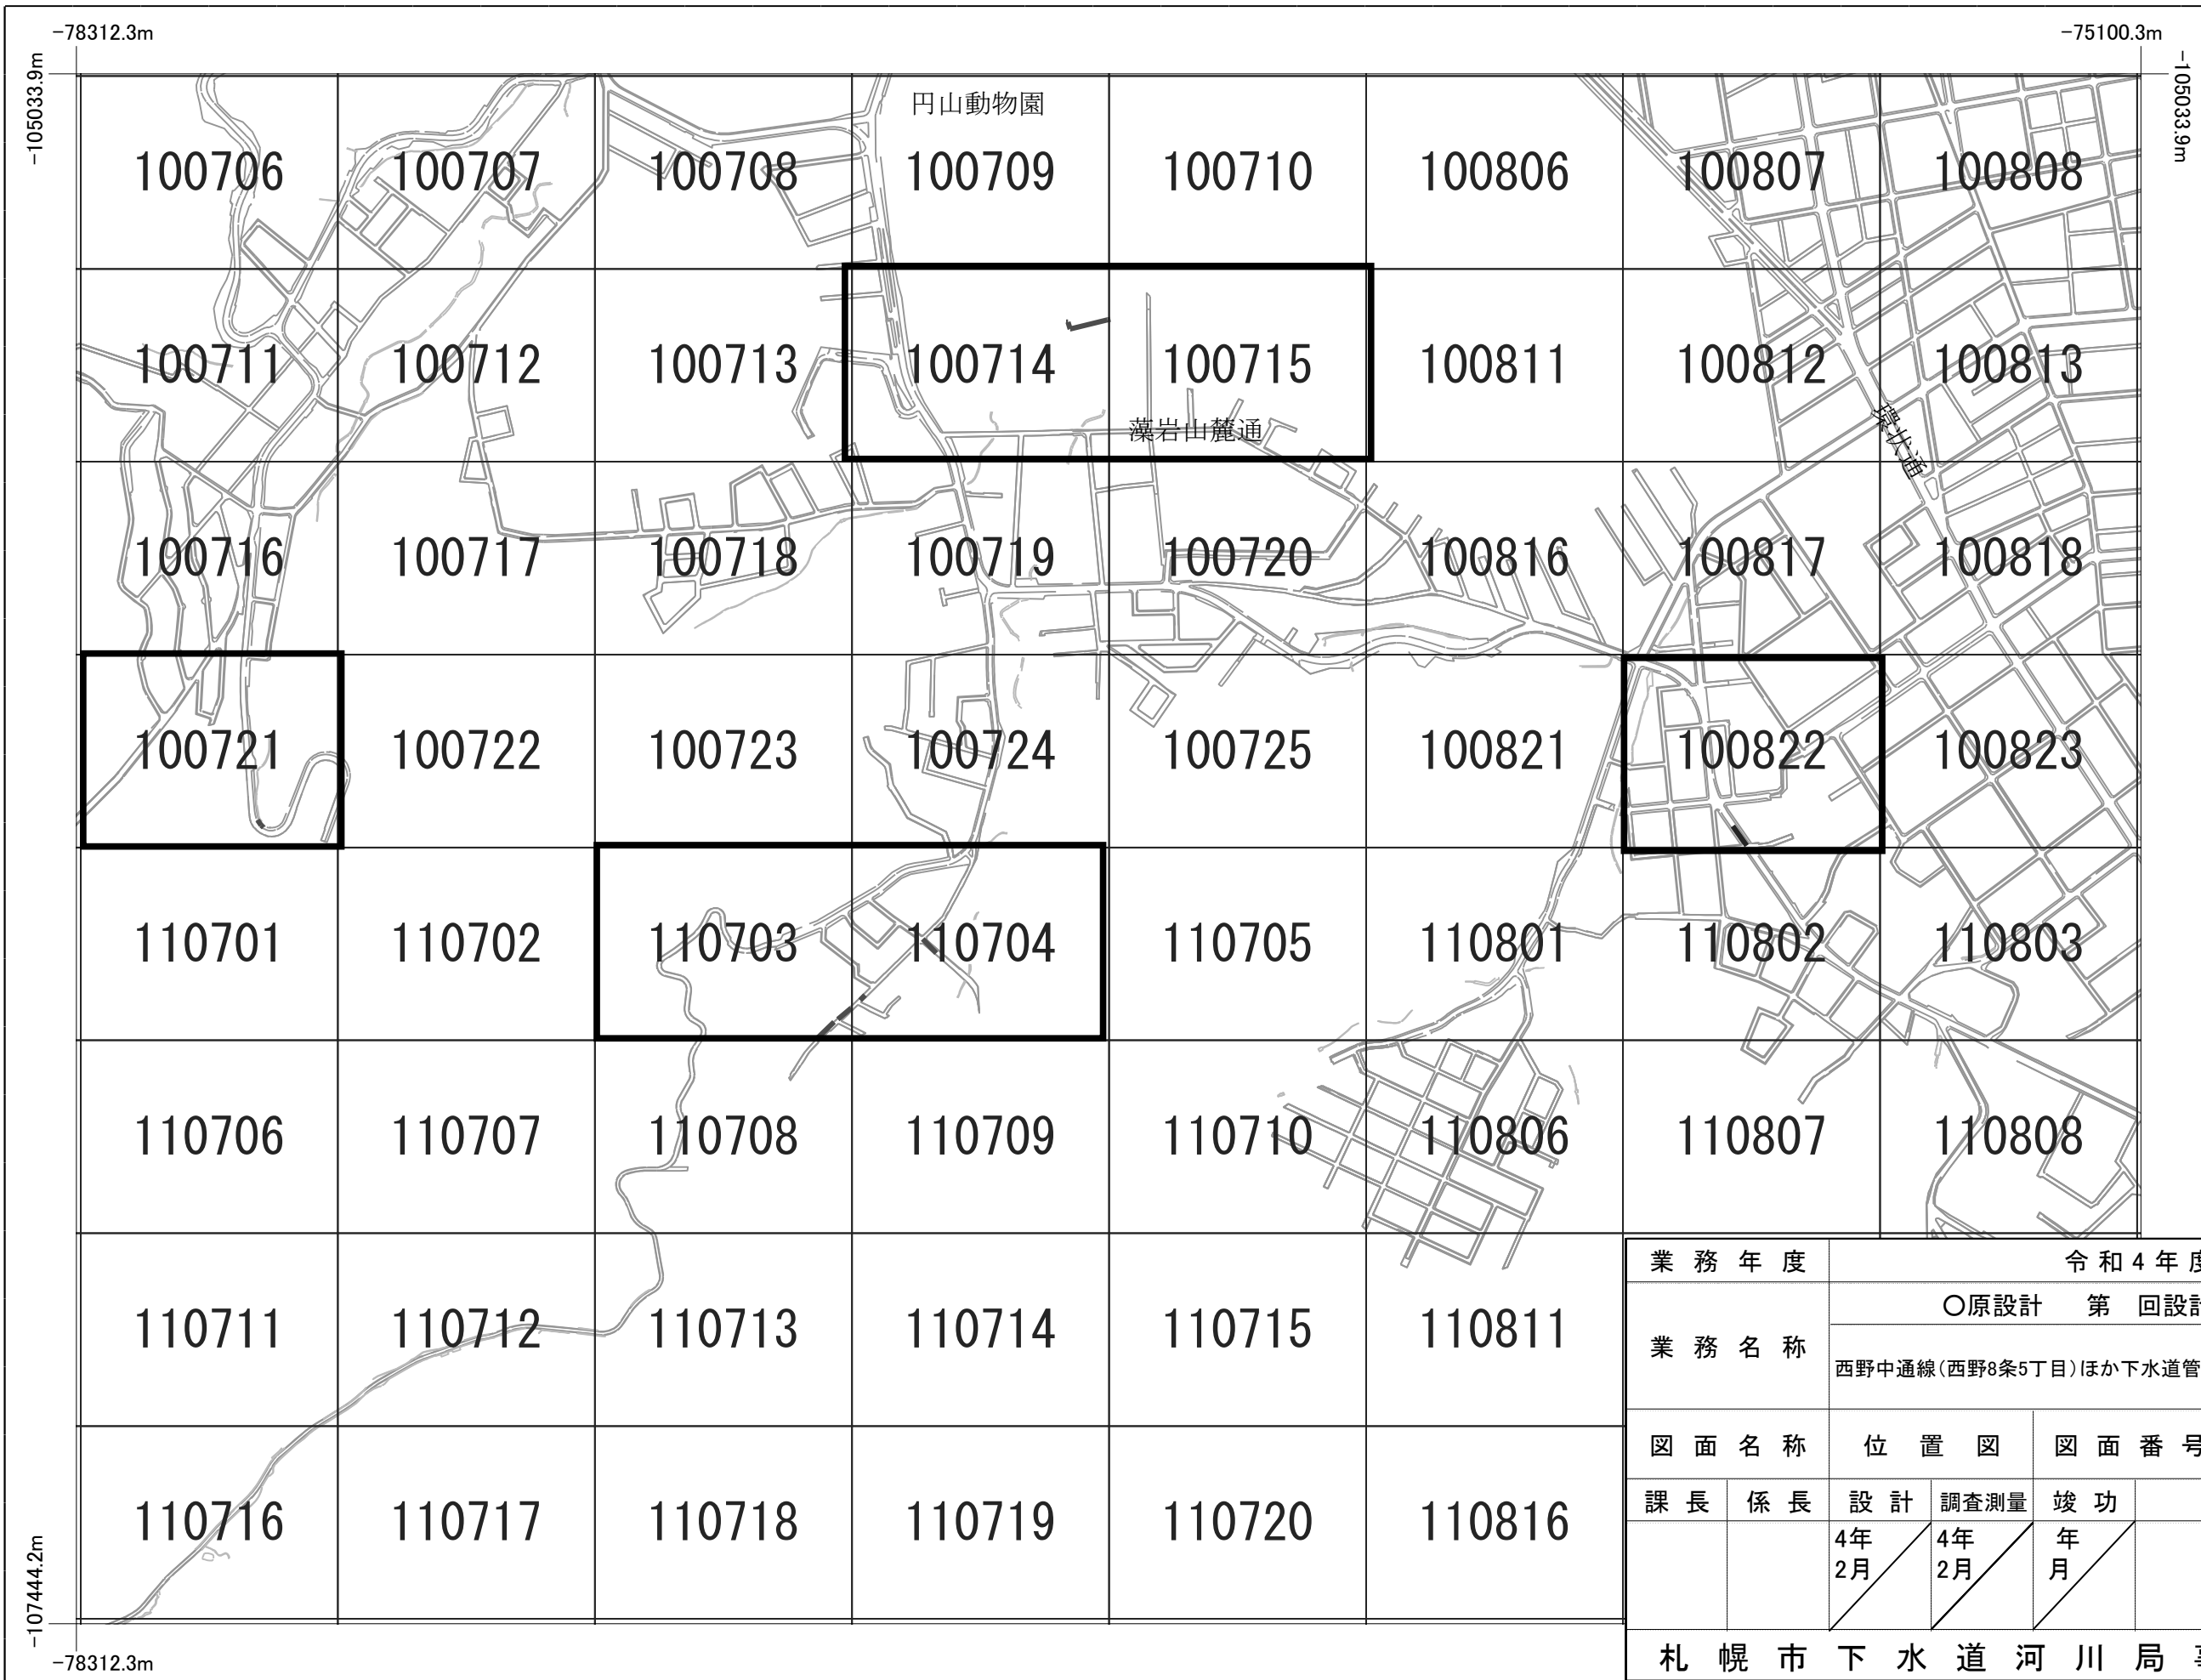 -78312.3m
-75100.3m
-105033.9m
-105033.9m
円山動物園
100706 100707 100708 100709 100710 100806 100807 100808
100711 100712 100713 100714 100715 100811 100812 100813
藻岩山麓通
環状通
100716 100717 100718 100719 100720 100816 100817 100818
100721 100722 100723 100724 100725 100821 100822 100823
110701 110702 110703 110704 110705 110801 110802 110803
110706 110707 110708 110709 110710 110806 110807 110808
110711 110712 110713 110714 110715 110811
110716 110717 110718 110719 110720 110816
-107444.2m
-78312.3m
業務年度 令和4年度
業務名称 〇原設計 第 回設計
西野中通線(西野8条5丁目)ほか下水道管
図面名称 位置図 図面番号
課長 係長 設計 調査測量 竣功
4年 4年 年
2月 2月 月
札幌市下水道河川局